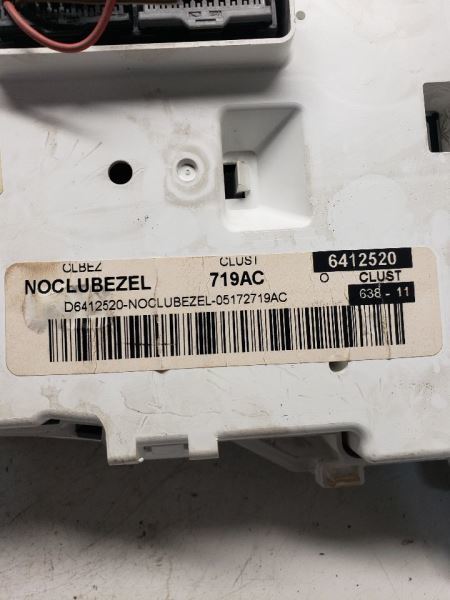 CLBEZ CLUST 6412520
NOCLUBEZEL 719AC O CLUST
D6412520-NOCLUBEZEL-05172719AC 638-11